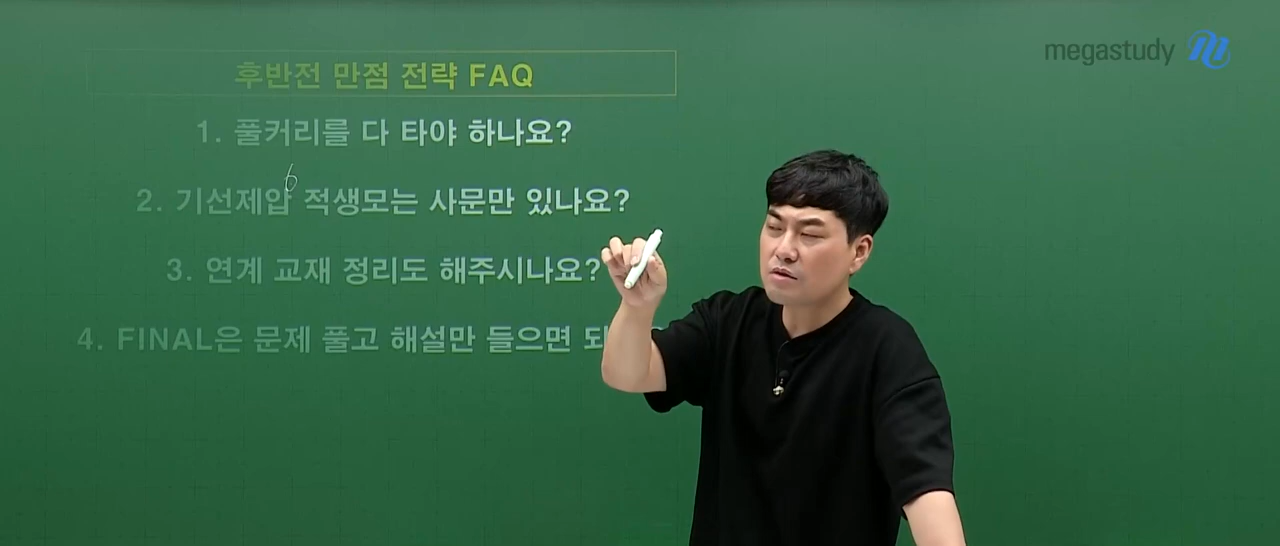 megastudy
후반전 만점 전략 FAQ
1. 풀커리를 다 타야 하나요?
6
2. 기선제압 적생모는 사문만 있나요?
3. 연계 교재 정리도 해주시나요?
4. FINAL은 문제 풀고 해설만 들으면 되